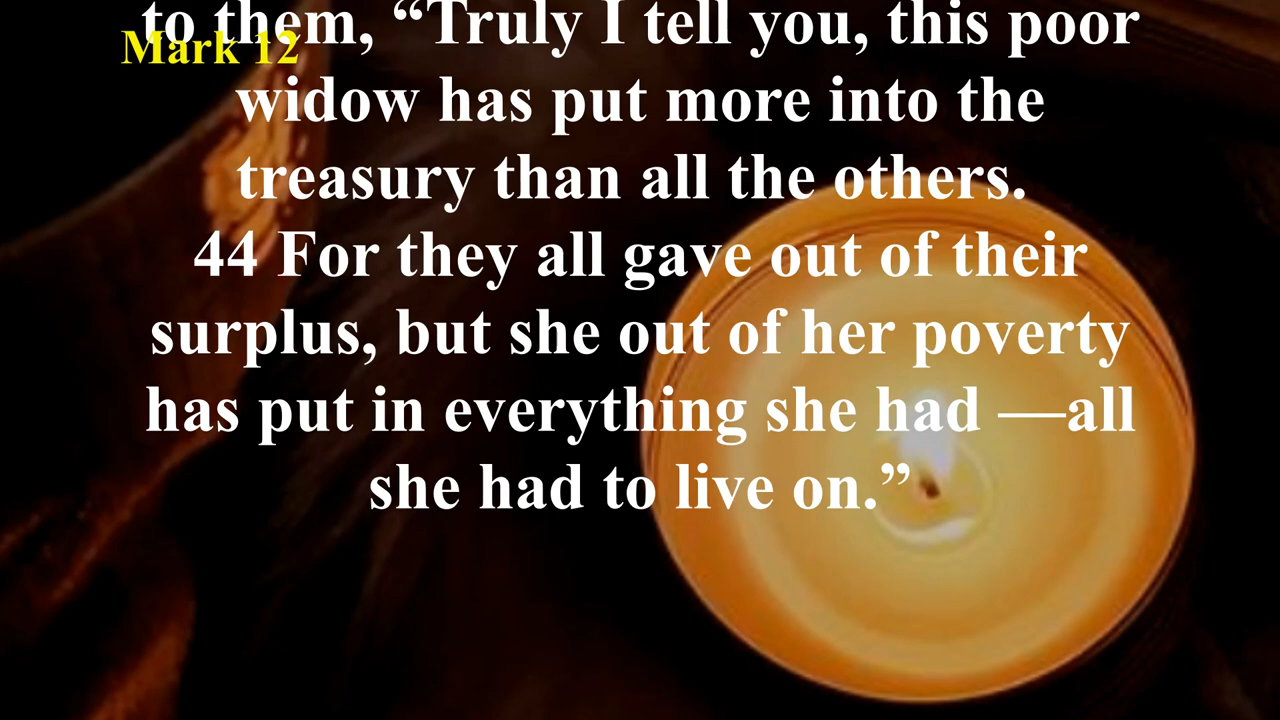 to them, “Truly I tell you, this poor
Mark 12
widow has put more into the
treasury than all the others.
44 For they all gave out of their
surplus, but she out of her poverty
has put in everything she had —all
she had to live on.”